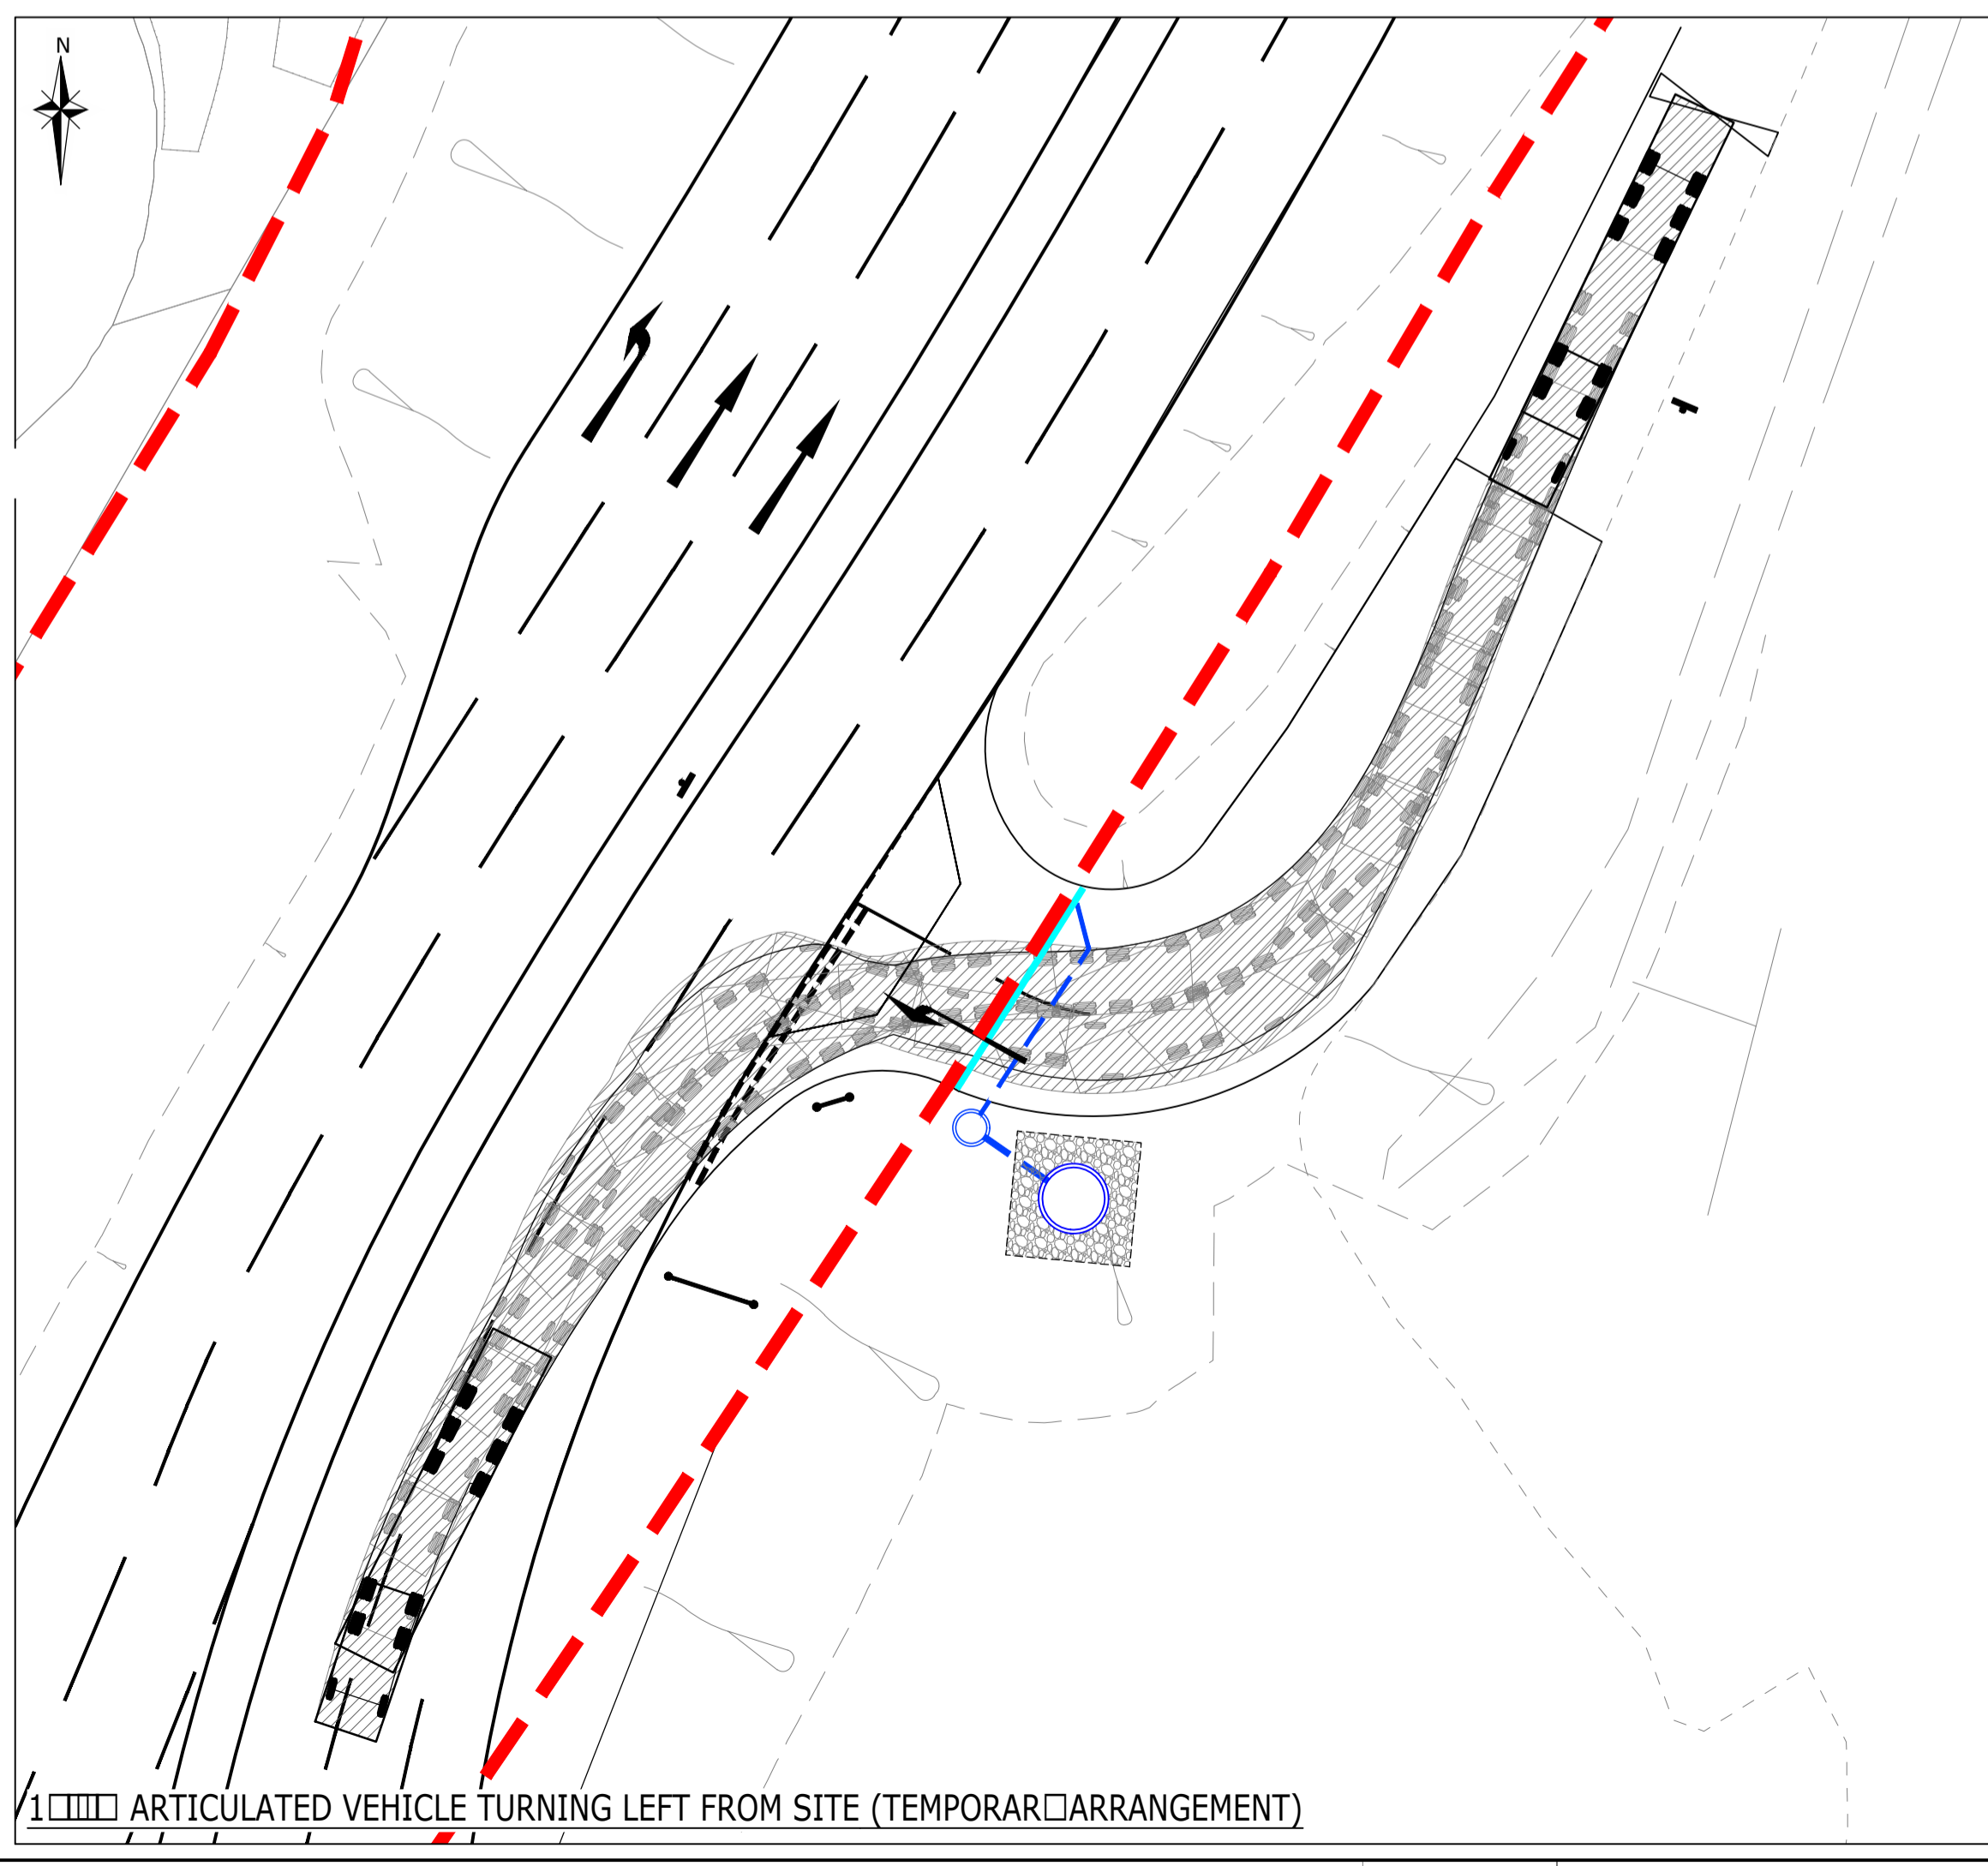 N
1□□□□ ARTICULATED VEHICLE TURNING LEFT FROM SITE (TEMPORAR□ARRANGEMENT)